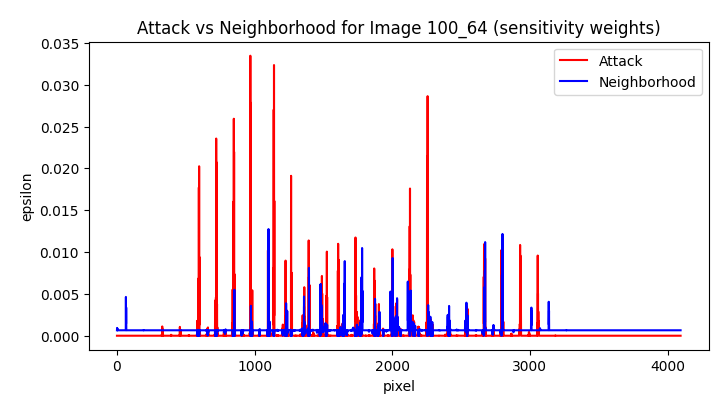 Attack vs Neighborhood for Image 100_64 (sensitivity weights)
0.035
0.030
0.025
0.020
0.015
0.010
0.005
0.000
epsilon
Attack
Neighborhood
0
1000
2000
3000
4000
pixel